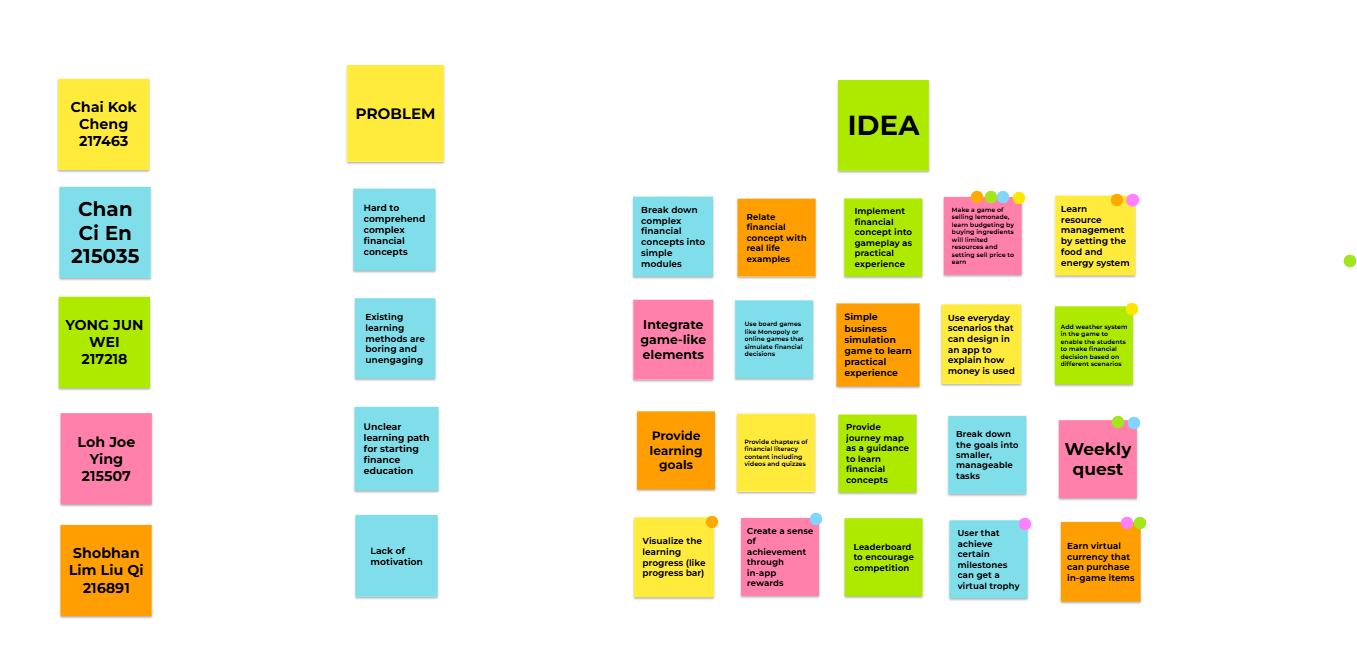 Chai Kok
Cheng
217463
Chan
Ci En
215035
YONG JUN
WEI
217218
Loh Joe
Ying
215507
Shobhan
Lim Liu Qi
216891
PROBLEM
Hard to
comprehend
complex
financial
concepts
Existing
learning
methods are
boring and
unengaging
Unclear
learning path
for starting
finance
education
Lack of
motivation
IDEA
Break down
complex
financial
concepts into
simple
modules
Relate
financial
concept with
real life
examples
Implement
financial
concept into
gameplay as
practical
experience
Make a game of
selling lemonade,
learn budgeting by
buying ingredients
will limited
resources and
setting sell price to
earn
Learn
resource
management
by setting the
food and
energy system
Integrate
game-like
elements
Use board games
like Monopoly or
online games that
simulate financial
decisions
Simple
business
simulation
game to learn
practical
experience
Use everyday
scenarios that
can design in
an app to
explain how
money is used
Add weather system
in the game to
enable the students
to make financial
decision based on
different scenarios
Provide
learning
goals
Provide chapters of
financial literacy
content including
videos and quizzes
Provide
journey map
as a guidance
to learn
financial
concepts
Break down
the goals into
smaller,
manageable
tasks
Weekly
quest
Visualize the
learning
progress (like
progress bar)
Create a sense
of
achievement
through
in-app
rewards
Leaderboard
to encourage
competition
User that
achieve
certain
milestones
can get a
virtual trophy
Earn virtual
currency that
can purchase
in-game items